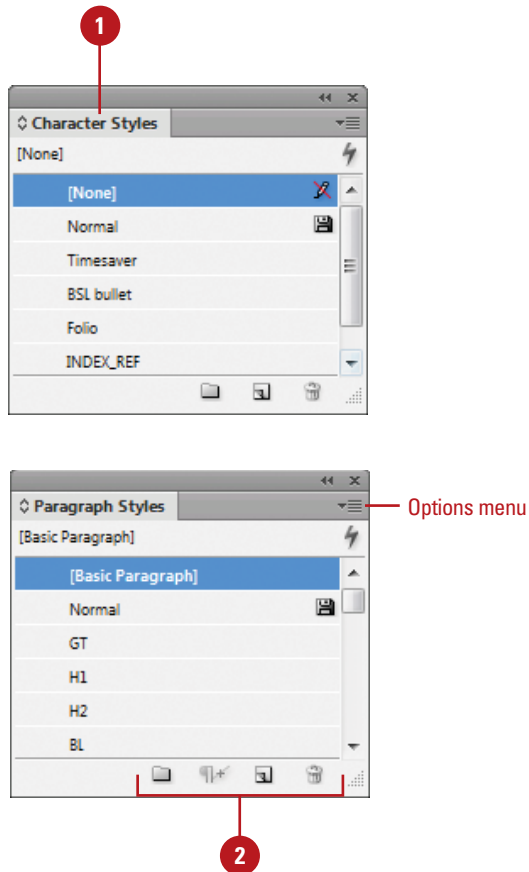 1
Character Styles
[None]
[None]
Normal
Timesaver
BSL bullet
Folio
INDEX_REF
Paragraph Styles
Options menu
[Basic Paragraph]
[Basic Paragraph]
Normal
GT
H1
H2
BL
2